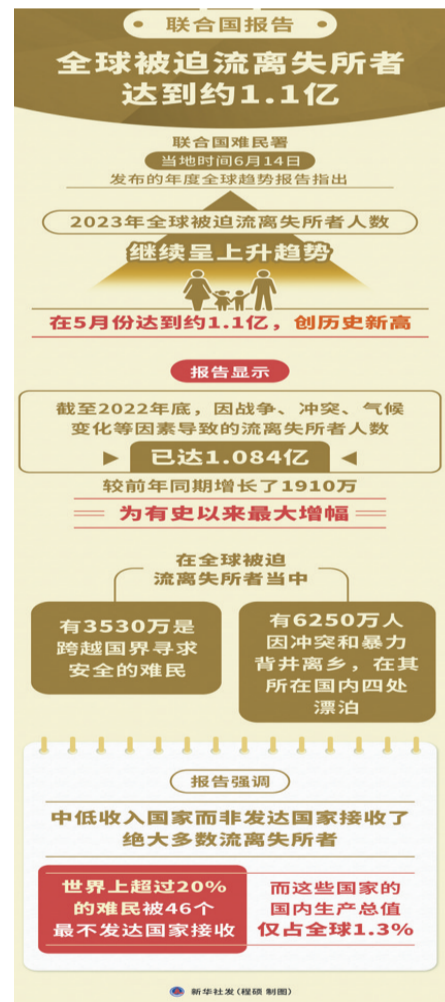 联合国报告
全球被迫流离失所者
达到约1.1亿
联合国难民署
当地时间6月14日
发布的年度全球趋势报告指出
2023年全球被迫流离失所者人数
继续呈上升趋势
在5月份达到约1.1亿，创历史新高
报告显示
截至2022年底，因战争、冲突、气候
变化等因素导致的流离失所者人数
已达1.084亿
较前年同期增长了1910万
为有史以来最大增幅
在全球被迫
流离失所者当中
有3530万是
跨越国界寻求
安全的难民
有6250万人
因冲突和暴力
背井离乡，在其
所在国内四处
漂泊
报告强调
中低收入国家而非发达国家接收了
绝大多数流离失所者
世界上超过20%
的难民被46个
最不发达国家接收
而这些国家的
国内生产总值
仅占全球1.3%
新华社发(程硕 制图)